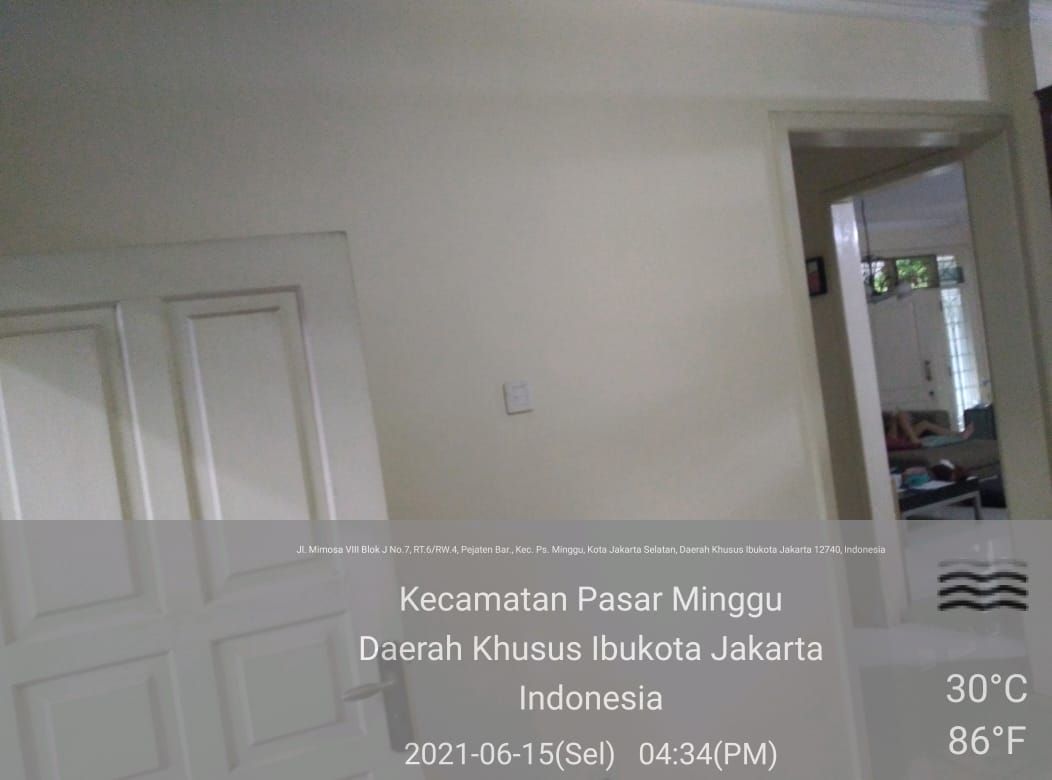 Jl. Mimosa VIII Blok J No.7, RT.6/RW.4, Pejaten Bar., Kec. Ps. Minggu, Kota Jakarta Selatan, Daerah Khusus Ibukota Jakarta 12740, Indonesia
Kecamatan Pasar Minggu
Daerah Khusus Ibukota Jakarta
Indonesia
30°C
86°F
2021-06-15(Sel) 04:34(PM)